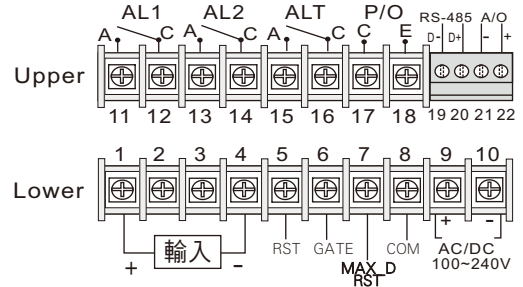 AL1 AL2 ALT P/O RS-485 A/O
A C A C A C C E D- D+ - +
Upper
11 12 13 14 15 16 17 18 19 20 21 22
1 2 3 4 5 6 7 8 9 10
Lower
+ 輸入 - RST GATE MAX_D RST COM + - AC/DC
100~240V